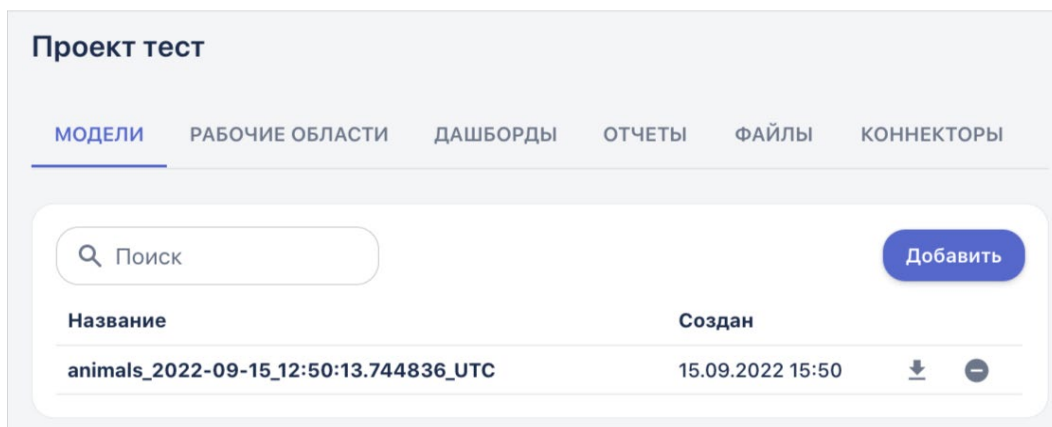 Проект тест
МОДЕЛИ РАБОЧИЕ ОБЛАСТИ ДАШБОРДЫ ОТЧЕТЫ ФАЙЛЫ КОННЕКТОРЫ
Поиск Добавить
Название Создан
animals_2022-09-15_12:50:13.744836_UTC 15.09.2022 15:50